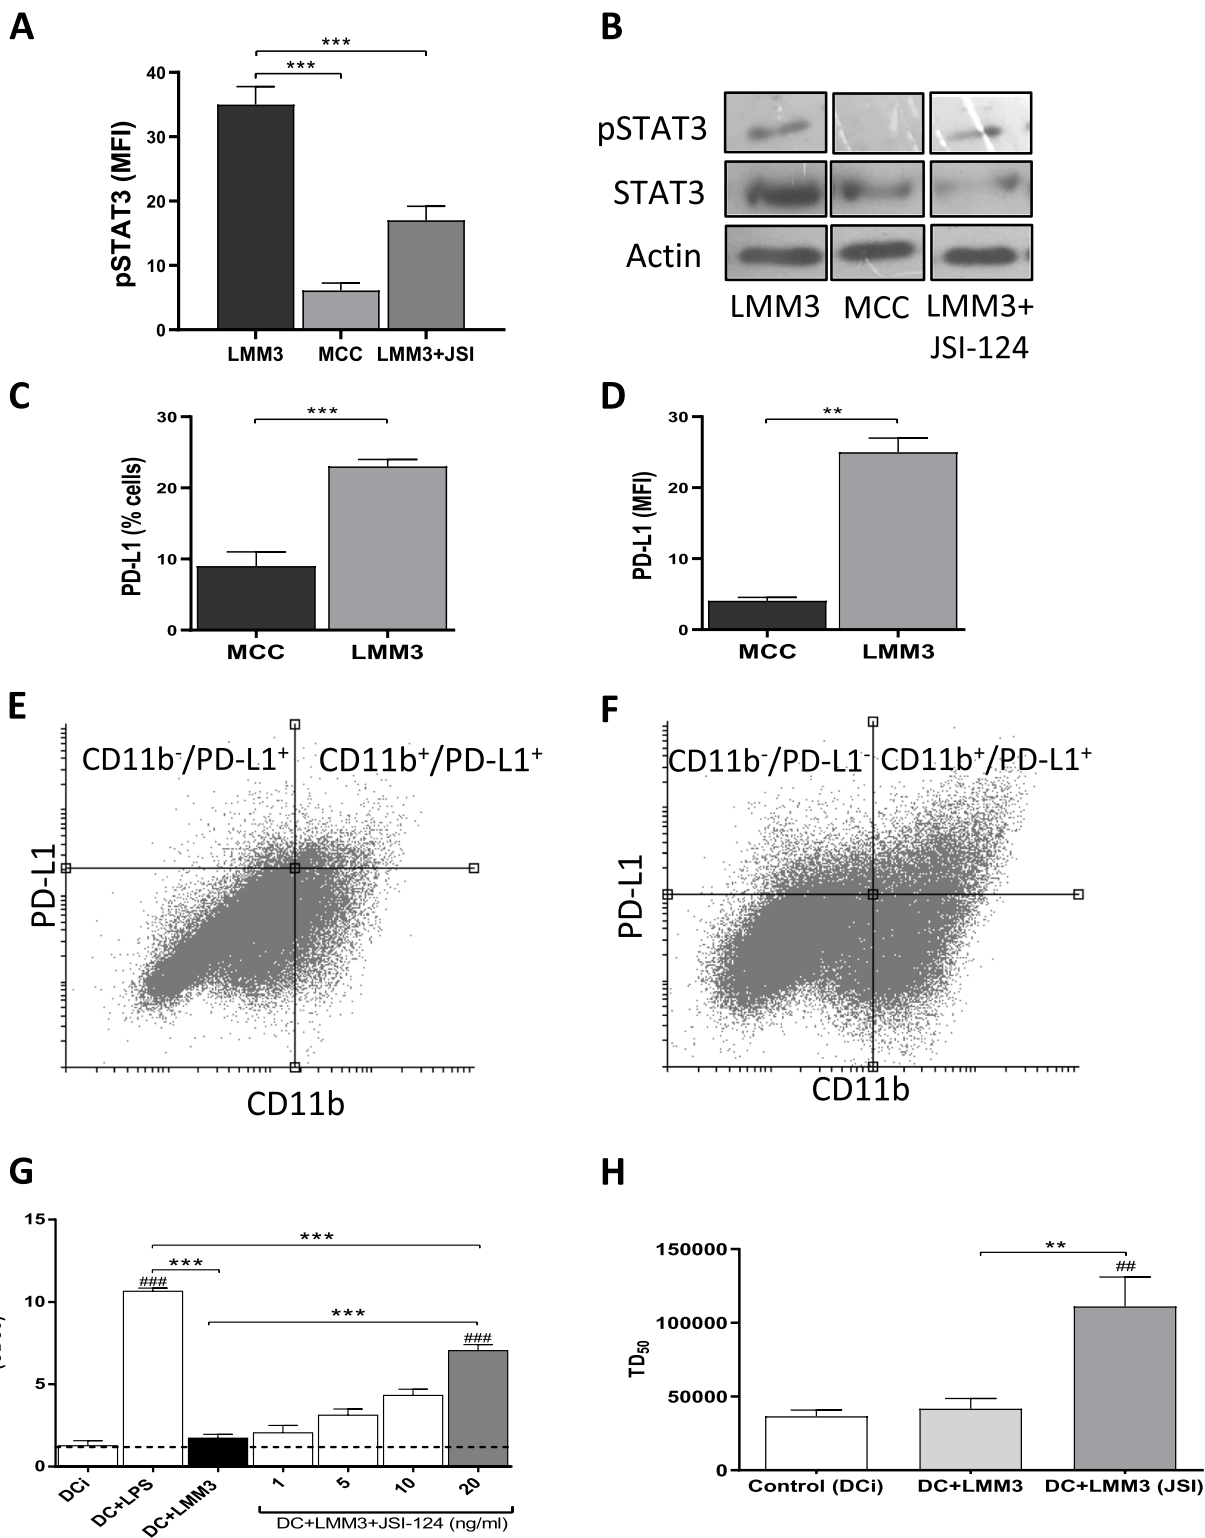 A
***
***
pSTAT3 (MFI)
40
30
20
10
0
LMM3 MCC LMM3+JSI
B
pSTAT3
STAT3
Actin
LMM3 MCC LMM3+
JSI-124
C
***
PD-L1 (% cells)
30
20
10
0
MCC LMM3
D
**
PD-L1 (MFI)
30
20
10
0
MCC LMM3
E
CD11b⁻/PD-L1⁺ CD11b⁺/PD-L1⁺
PD-L1
CD11b
F
CD11b⁻/PD-L1⁻ CD11b⁺/PD-L1⁺
PD-L1
CD11b
G
15
10
5
0
***
***
###
***
###
DCi DC+LPS DC+LMM3 1 5 10 20
DC+LMM3+JSI-124 (ng/ml)
H
TD₅₀
150000
100000
50000
0
**
##
Control (DCi) DC+LMM3 DC+LMM3 (JSI)